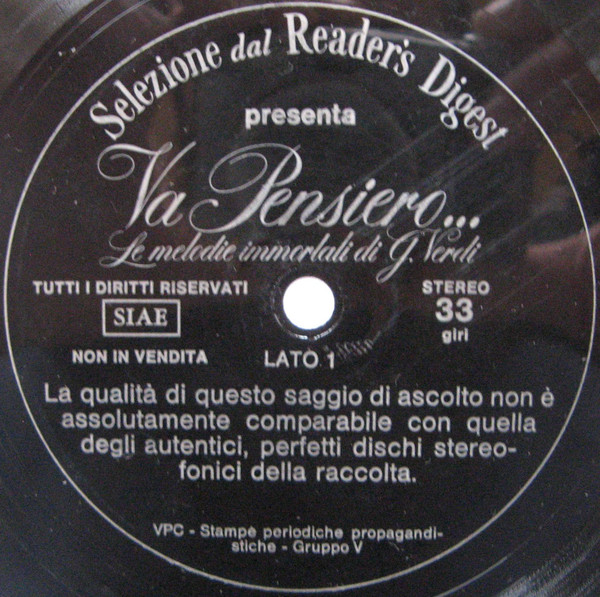 Selezione dal Reader's Digest
presenta
Va Pensiero...
Le melodie immortali di G. Verdi
TUTTI I DIRITTI RISERVATI
SIAE
NON IN VENDITA
LATO 1
STEREO
33
giri
La qualità di questo saggio di ascolto non è
assolutamente comparabile con quella
degli autentici, perfetti dischi stereo-
fonici della raccolta.
VPC - Stampe periodiche propagandi-
stiche - Gruppo V